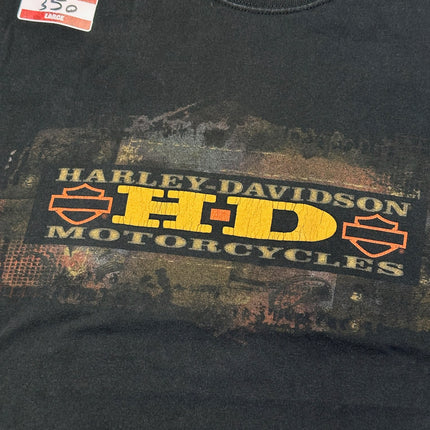 350
LARGE
HARLEY-DAVIDSON
H-D
MOTORCYCLES